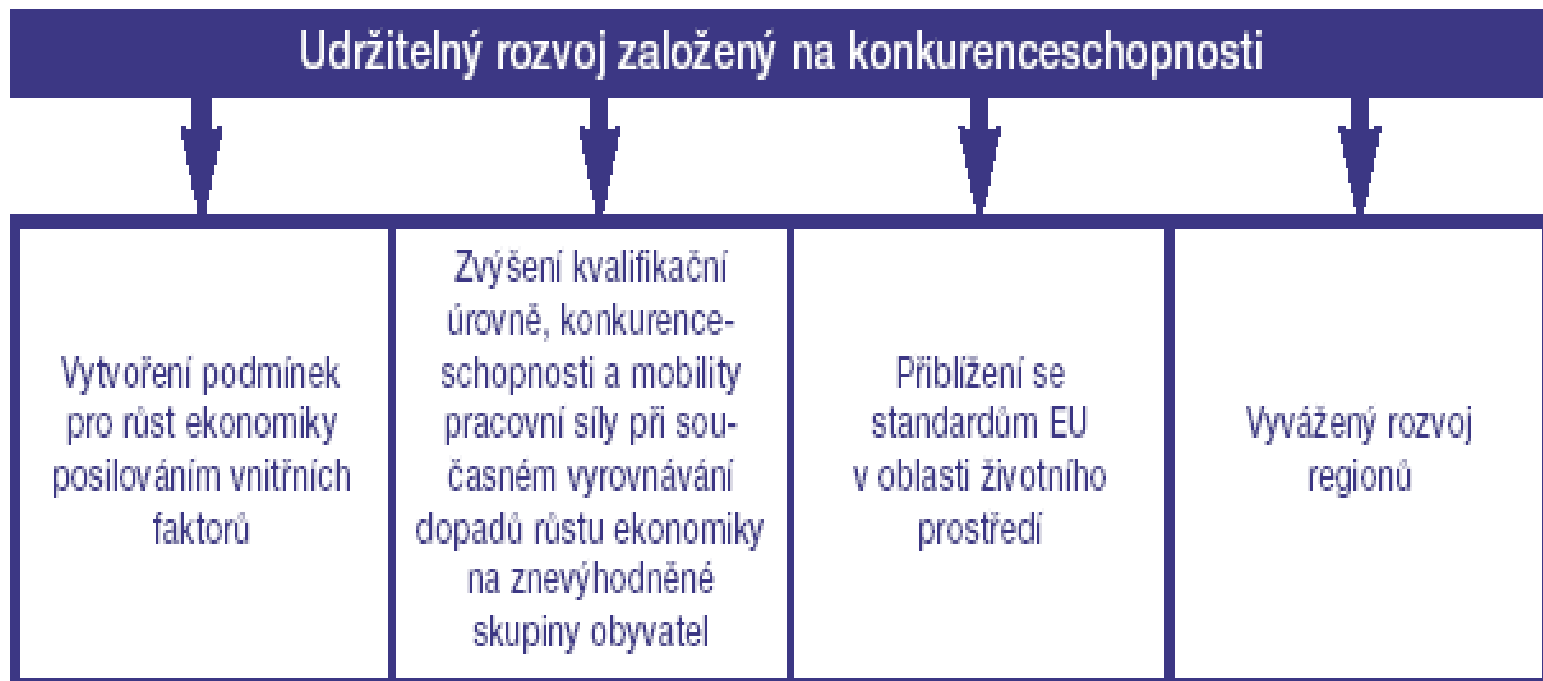 Udržitelný rozvoj založený na konkurenceschopnosti
Vytvoření podmínek
pro růst ekonomiky
posilováním vnitřních
faktorů
Zvýšení kvalifikační
úrovně, konkurence-
schopnosti a mobility
pracovní síly při sou-
časném vyrovnávání
dopadů růstu ekonomiky
na znevýhodněné
skupiny obyvatel
Přiblížení se
standardům EU
v oblasti životního
prostředí
Vyvážený rozvoj
regionů